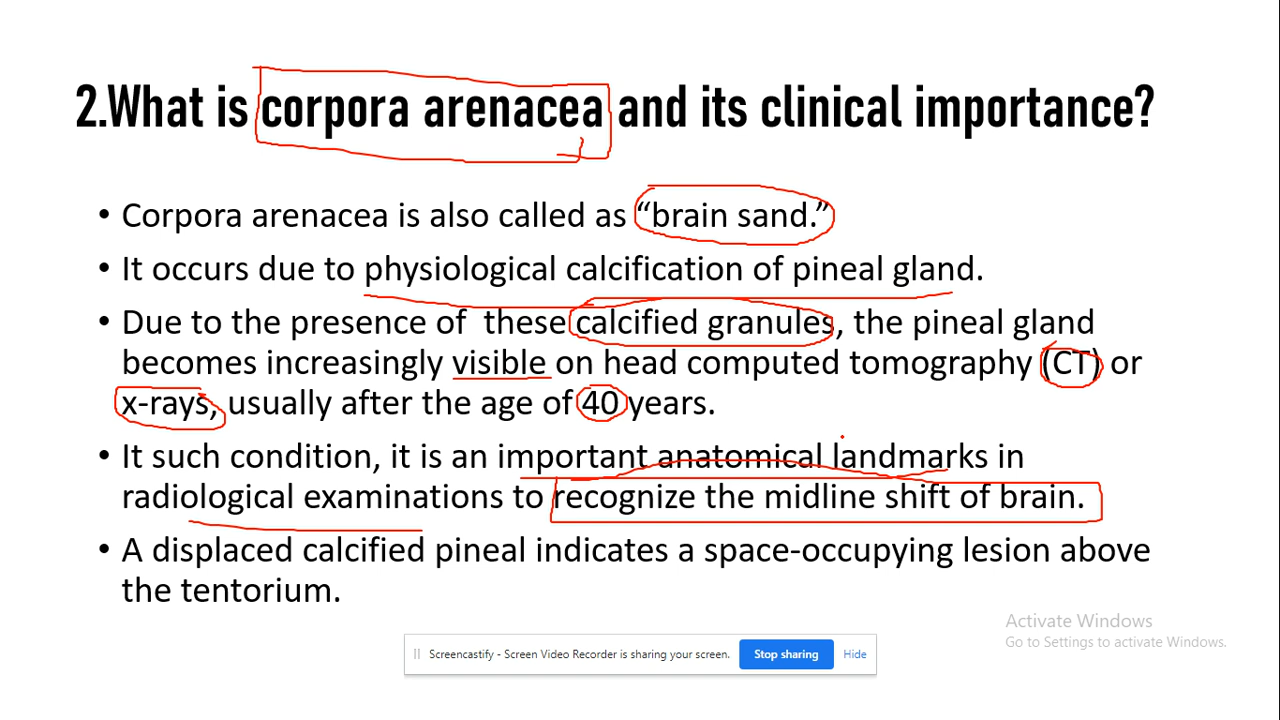 2.What is corpora arenacea and its clinical importance?
• Corpora arenacea is also called as “brain sand.”
• It occurs due to physiological calcification of pineal gland.
• Due to the presence of these calcified granules, the pineal gland
becomes increasingly visible on head computed tomography (CT) or
x-rays, usually after the age of 40 years.
• It such condition, it is an important anatomical landmarks in
radiological examinations to recognize the midline shift of brain.
• A displaced calcified pineal indicates a space-occupying lesion above
the tentorium.
Activate Windows
Go to Settings to activate Windows.
Screencastify - Screen Video Recorder is sharing your screen. Stop sharing Hide